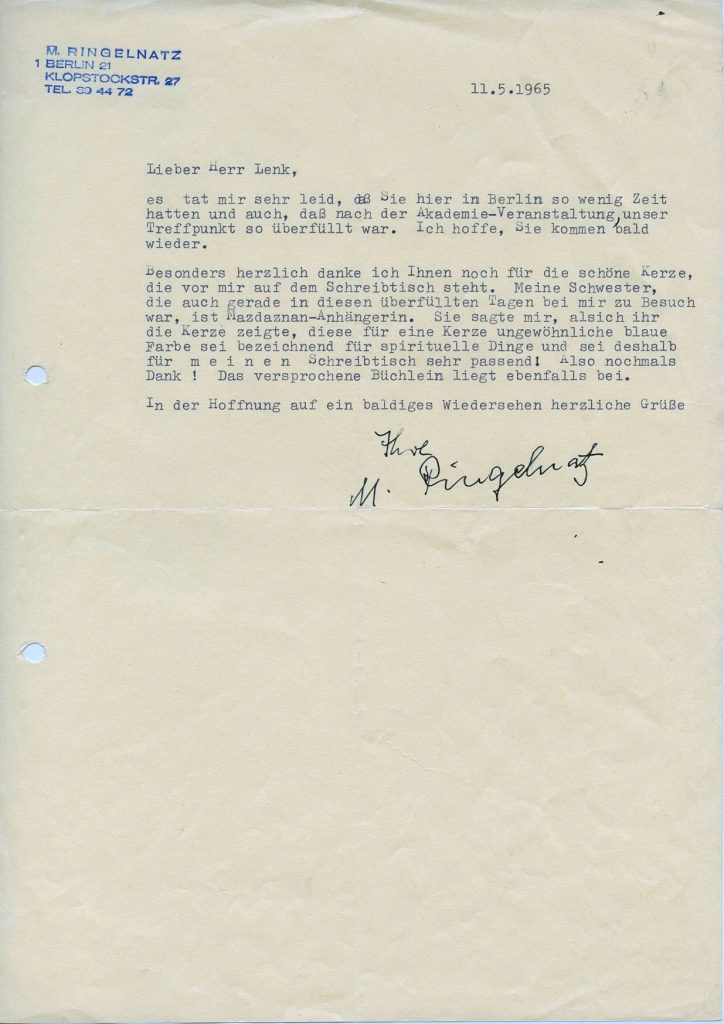 M. RINGELNATZ
1 BERLIN 21
KLOPSTOCKSTR. 27
TEL. 39 44 72
11.5.1965
Lieber Herr Lenk,
es tat mir sehr leid, daß Sie hier in Berlin so wenig Zeit
hatten und auch, daß nach der Akademie-Veranstaltung,unser
Treffpunkt so überfüllt war. Ich hoffe, Sie kommen bald
wieder.
Besonders herzlich danke ich Ihnen noch für die schöne Kerze,
die vor mir auf dem Schreibtisch steht. Meine Schwester,
die auch gerade in diesen überfüllten Tagen bei mir zu Besuch
war, ist Mazdaznan-Anhängerin. Sie sagte mir, alsich ihr
die Kerze zeigte, diese für eine Kerze ungewöhnliche blaue
Farbe sei bezeichnend für spirituelle Dinge und sei deshalb
für m e i n e n Schreibtisch sehr passend! Also nochmals
Dank ! Das versprochene Büchlein liegt ebenfalls bei.
In der Hoffnung auf ein baldiges Wiedersehen herzliche Grüße
Ihre
M. Ringelnatz